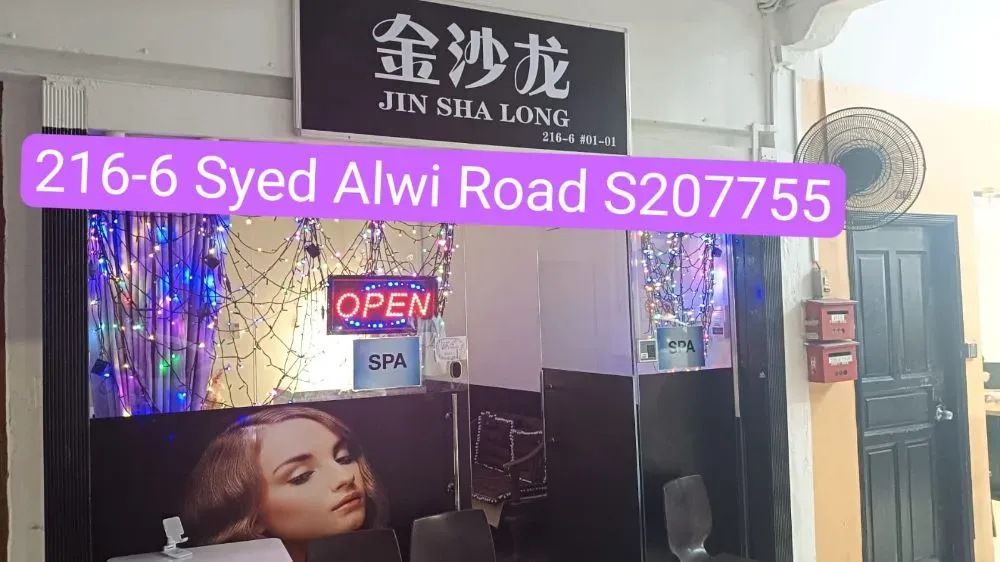 金沙龙
JIN SHA LONG
216-6 #01-01
216-6 Syed Alwi Road S207755
OPEN
SPA
SPA